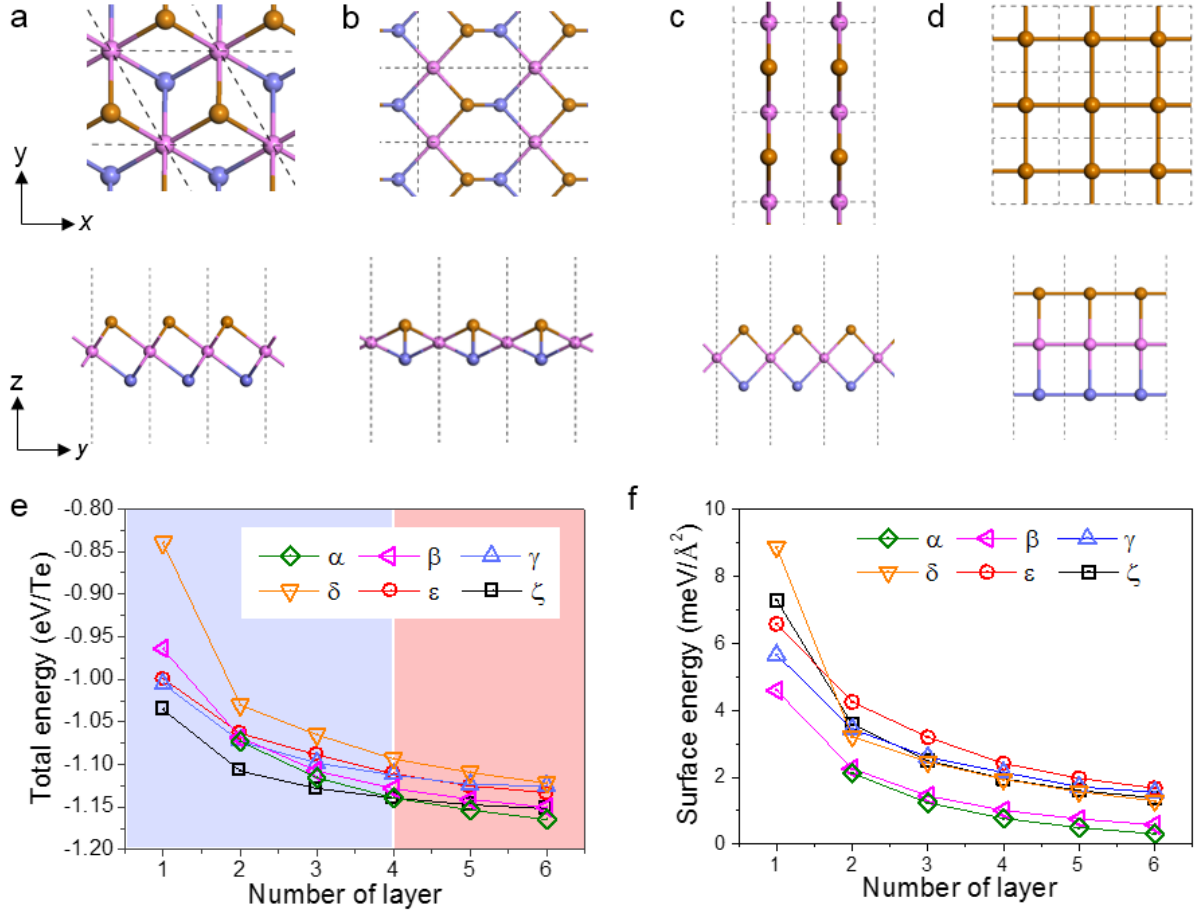 a b c d
y
x
z
y
e f
-0.80
-0.85
-0.90
-0.95
-1.00
-1.05
-1.10
-1.15
-1.20
Total energy (eV/Te)
α β γ
δ ε ζ
1 2 3 4 5 6
Number of layer
10
8
6
4
2
0
Surface energy (meV/Å²)
α β γ
δ ε ζ
1 2 3 4 5 6
Number of layer